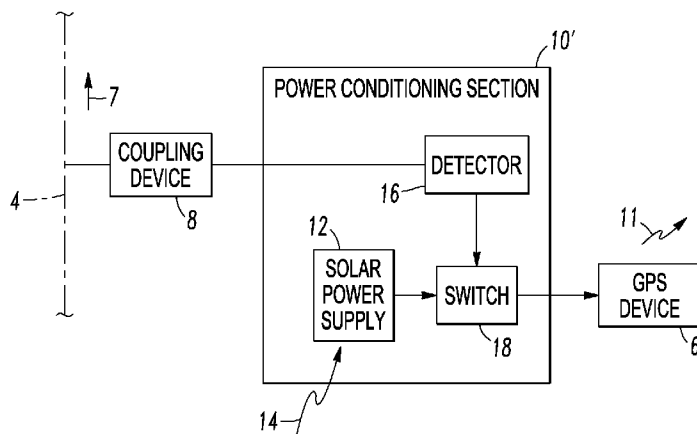 10'
POWER CONDITIONING SECTION
7
COUPLING
DEVICE
8
4
DETECTOR
16
12
SOLAR
POWER
SUPPLY
14
SWITCH
18
11
GPS
DEVICE
6